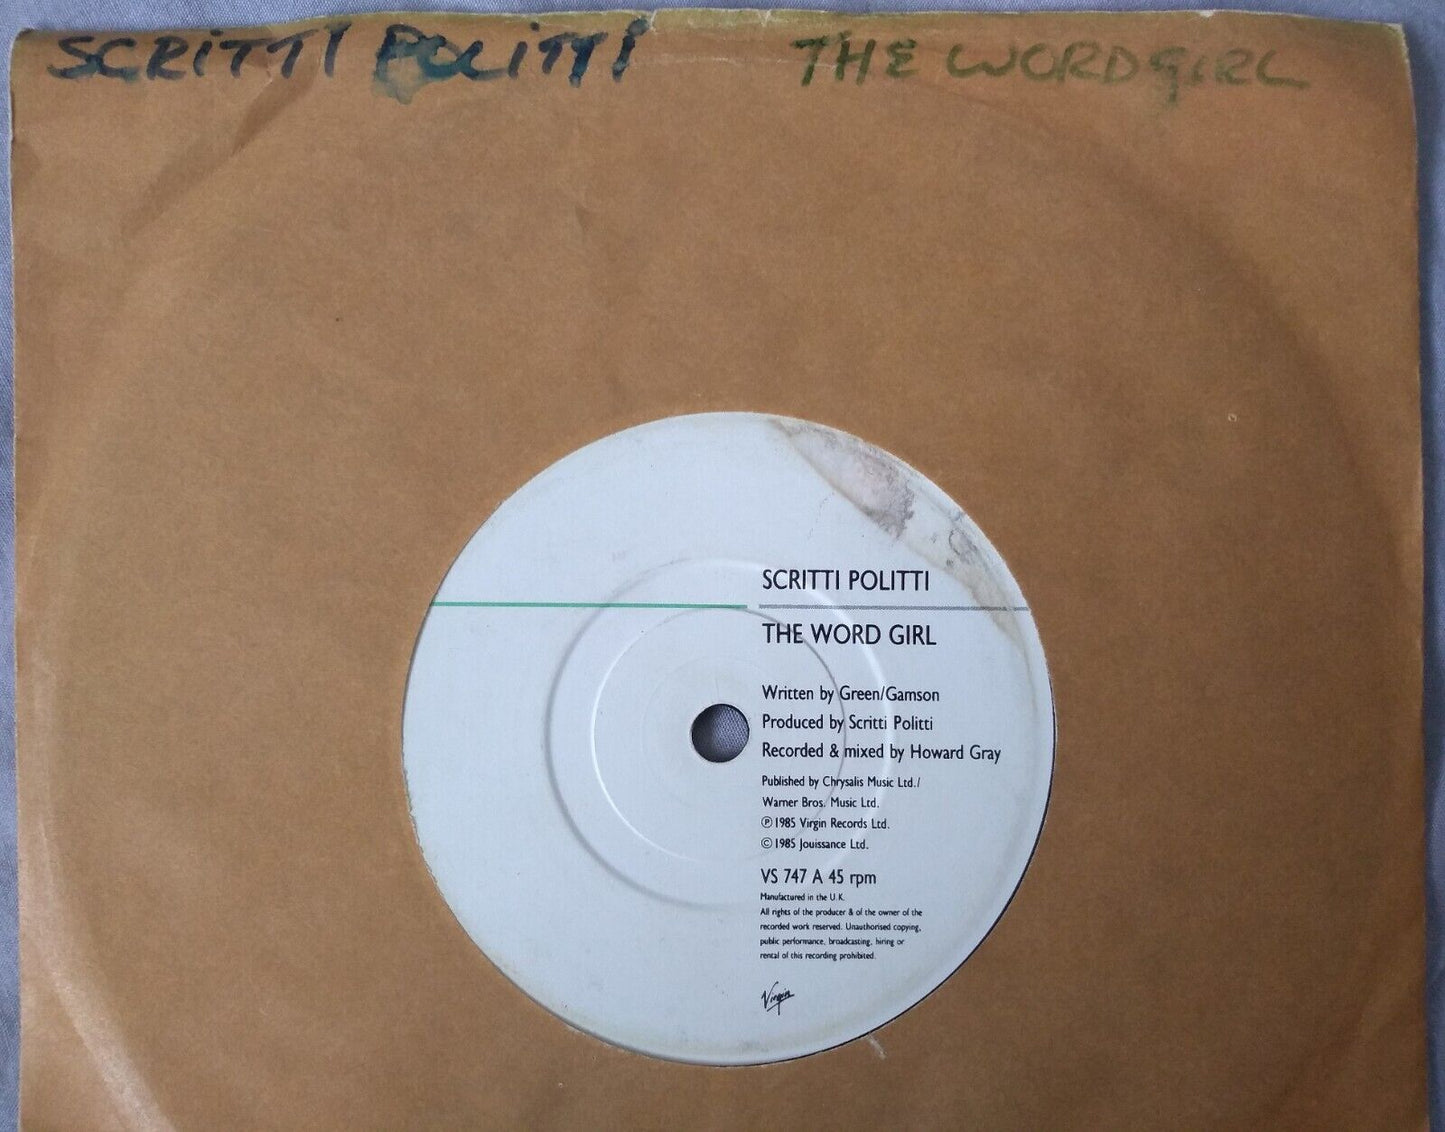 SCRITTI POLITTI THE WORD GIRL
SCRITTI POLITTI
THE WORD GIRL
Written by Green/Gamson
Produced by Scritti Politti
Recorded & mixed by Howard Gray
Published by Chrysalis Music Ltd./
Warner Bros. Music Ltd.
℗ 1985 Virgin Records Ltd.
© 1985 Jouissance Ltd.
VS 747 A 45 rpm
Manufactured in the U.K.
All rights of the producer & of the owner of the
recorded work reserved. Unauthorised copying,
public performance, broadcasting, hiring or
rental of this recording prohibited.
Virgin